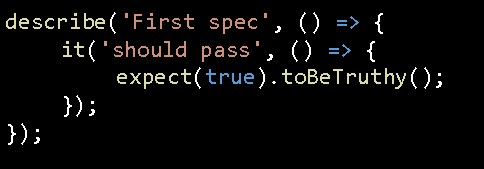 describe('First spec', () => {
    it('should pass', () => {
        expect(true).toBeTruthy();
    });
});